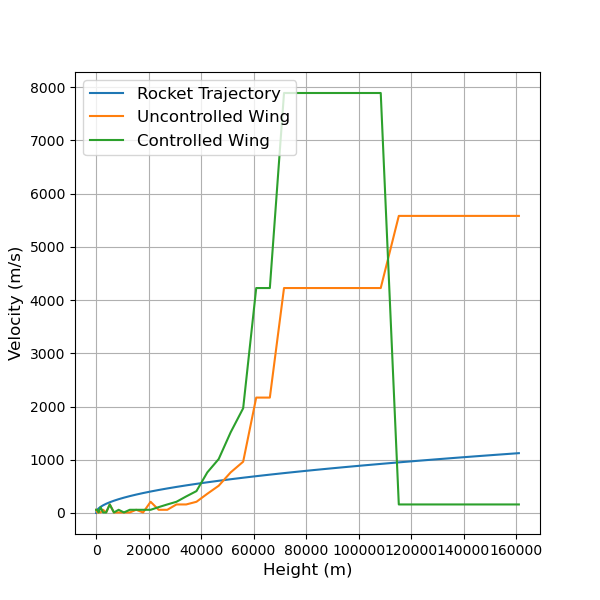 8000
7000
6000
5000
4000
3000
2000
1000
0
Velocity (m/s)
Rocket Trajectory
Uncontrolled Wing
Controlled Wing
0 20000 40000 60000 80000 100000 120000 140000 160000
Height (m)